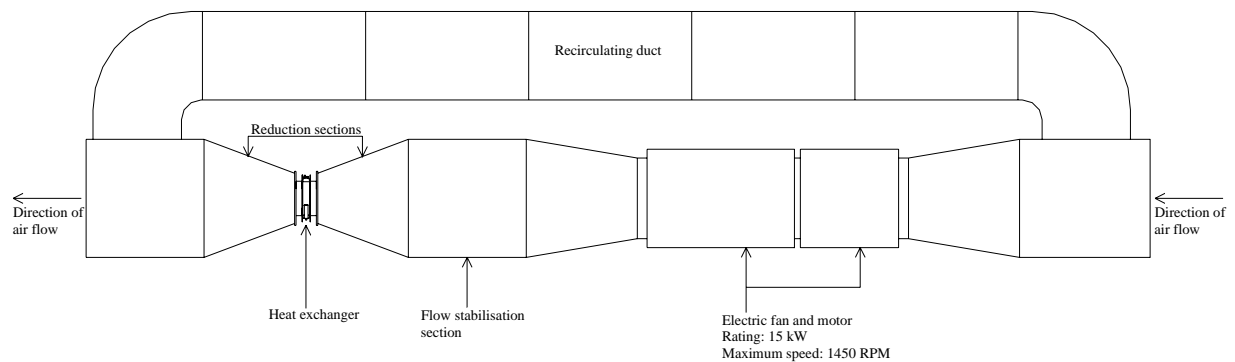 Recirculating duct
Reduction sections
Direction of
air flow
Direction of
air flow
Heat exchanger
Flow stabilisation
section
Electric fan and motor
Rating: 15 kW
Maximum speed: 1450 RPM